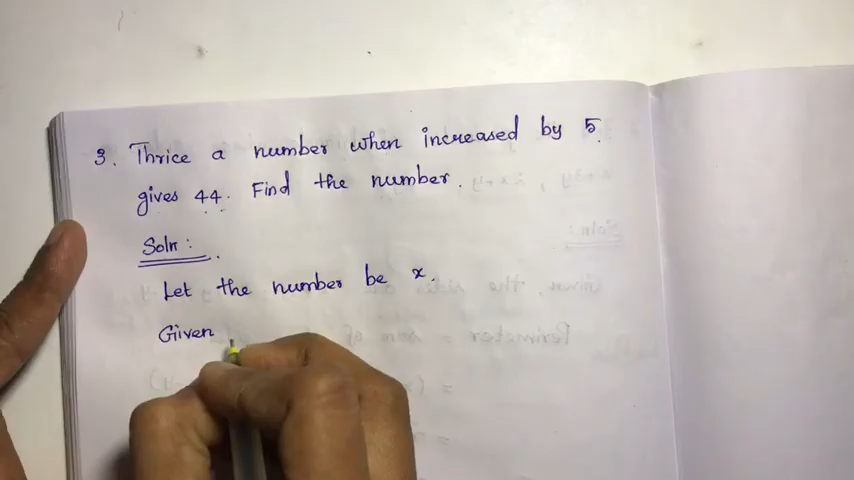 3. Thrice a number when increased by 5
gives 44. Find the number.
Soln:
Let the number be x.
Given